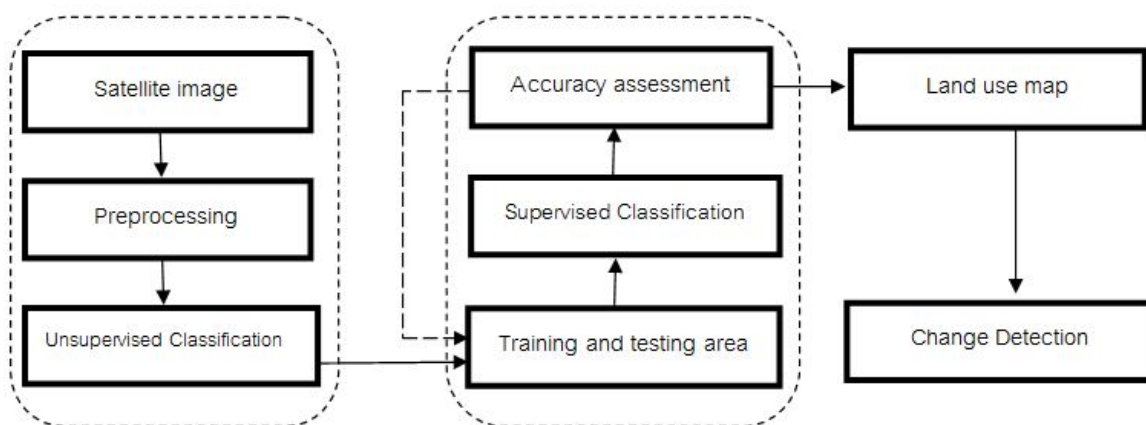 Satellite image
Preprocessing
Unsupervised Classification
Accuracy assessment
Supervised Classification
Training and testing area
Land use map
Change Detection